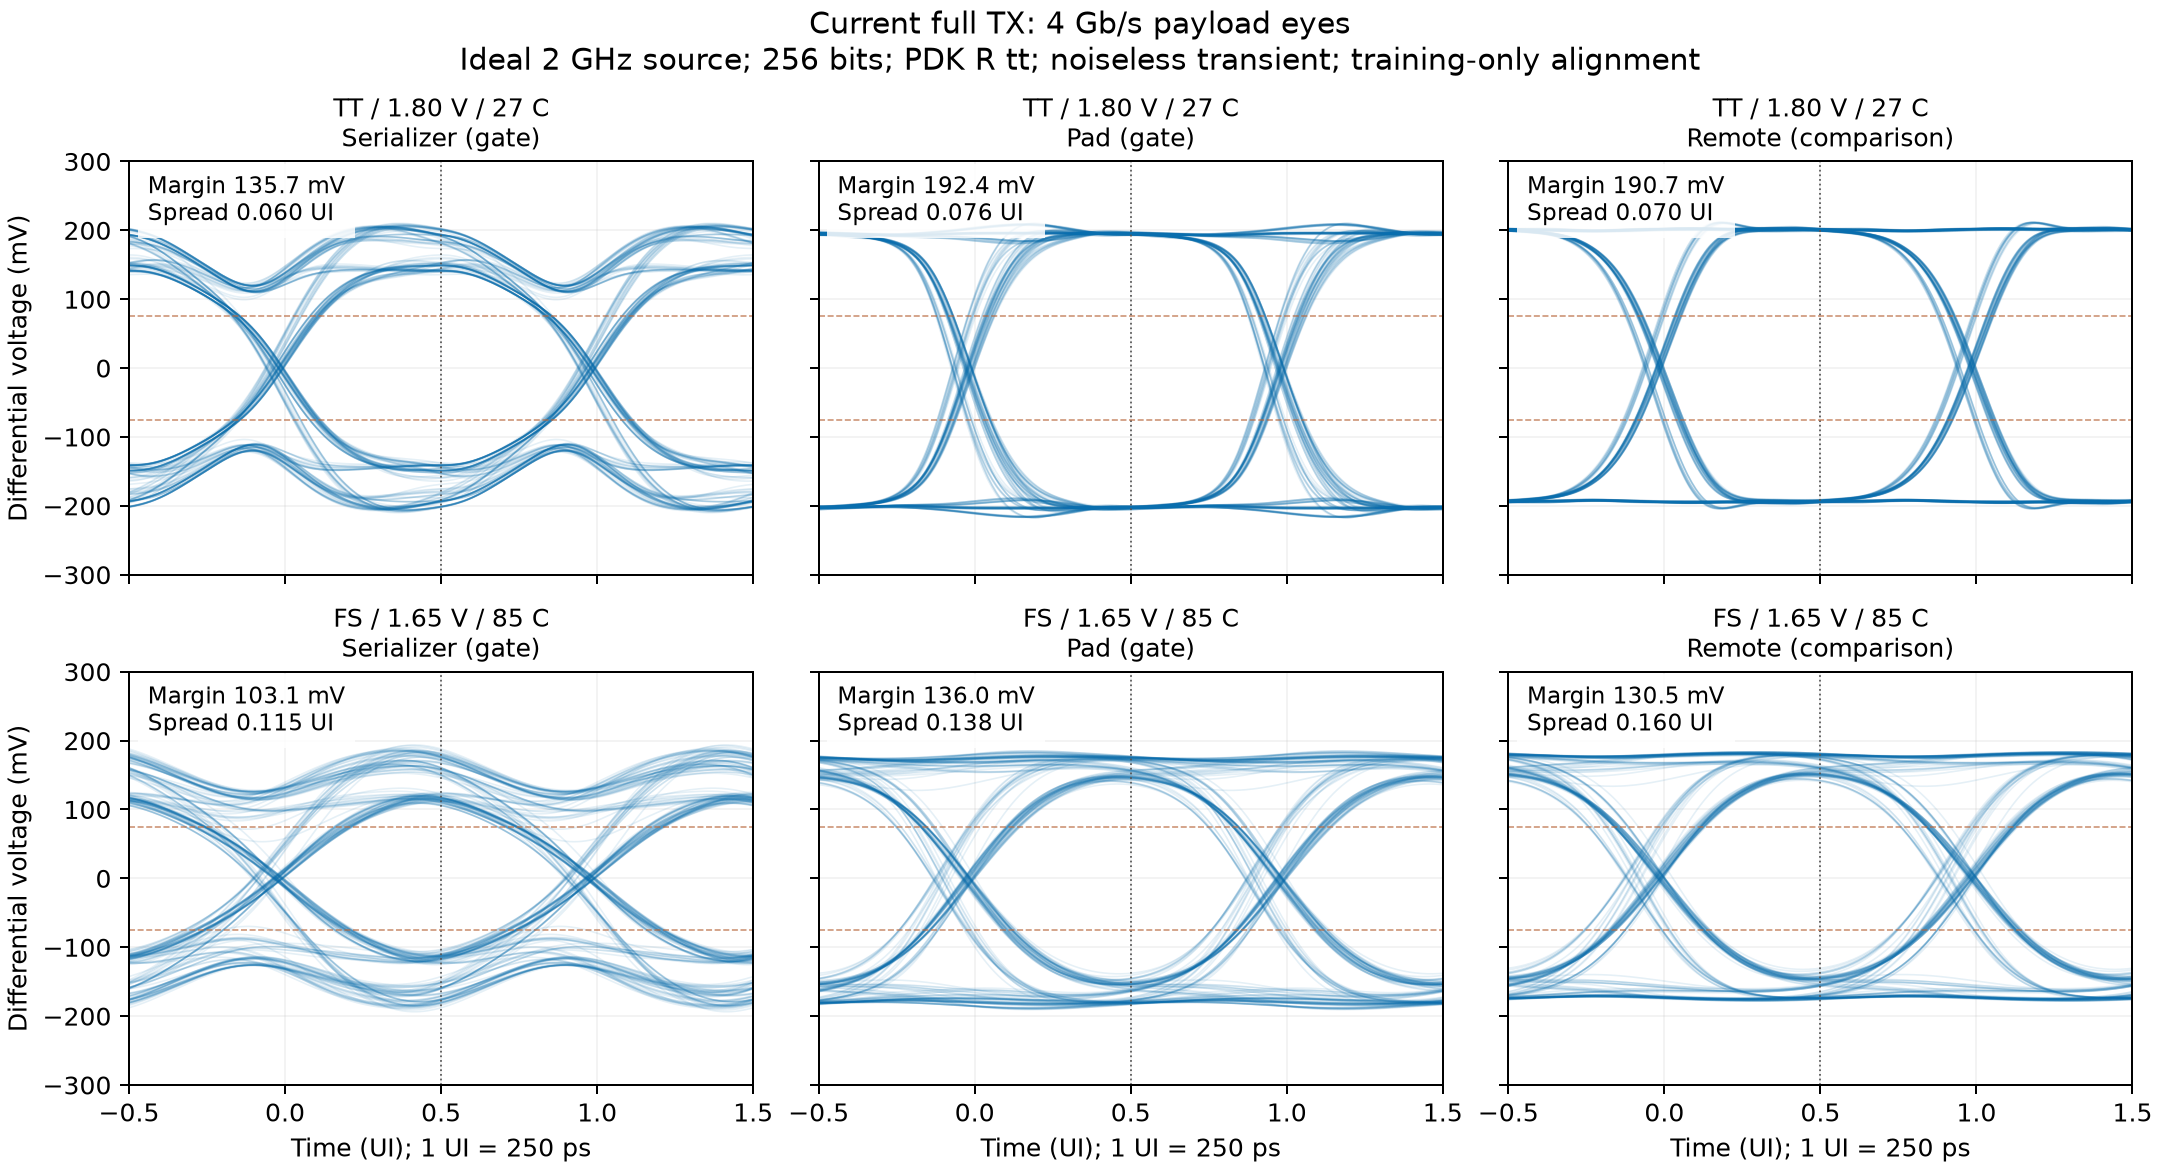 Current full TX: 4 Gb/s payload eyes
Ideal 2 GHz source; 256 bits; PDK R tt; noiseless transient; training-only alignment
TT / 1.80 V / 27 C
Serializer (gate)
TT / 1.80 V / 27 C
Pad (gate)
TT / 1.80 V / 27 C
Remote (comparison)
Differential voltage (mV)
300
200
100
0
−100
−200
−300
Margin 135.7 mV
Spread 0.060 UI
Margin 192.4 mV
Spread 0.076 UI
Margin 190.7 mV
Spread 0.070 UI
FS / 1.65 V / 85 C
Serializer (gate)
FS / 1.65 V / 85 C
Pad (gate)
FS / 1.65 V / 85 C
Remote (comparison)
Differential voltage (mV)
300
200
100
0
−100
−200
−300
Margin 103.1 mV
Spread 0.115 UI
Margin 136.0 mV
Spread 0.138 UI
Margin 130.5 mV
Spread 0.160 UI
−0.5 0.0 0.5 1.0 1.5
−0.5 0.0 0.5 1.0 1.5
−0.5 0.0 0.5 1.0 1.5
Time (UI); 1 UI = 250 ps
Time (UI); 1 UI = 250 ps
Time (UI); 1 UI = 250 ps